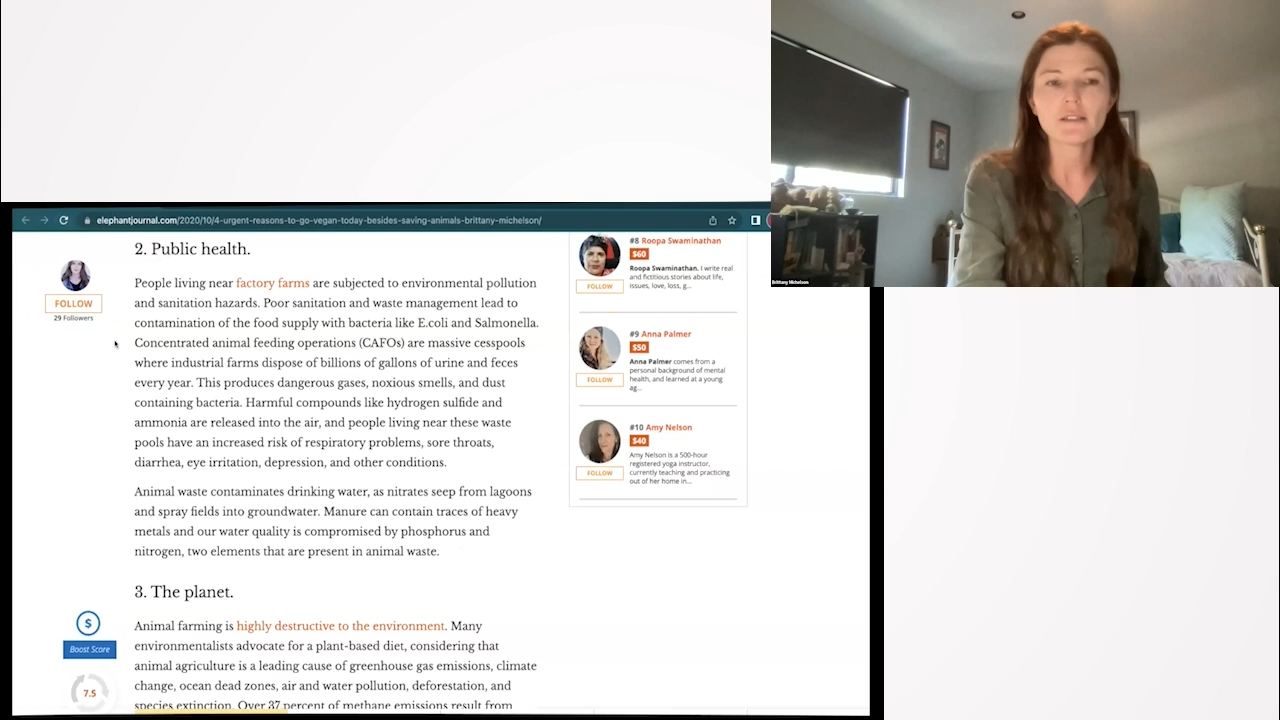 Brittany Michelson
elephantjournal.com/2020/10/4-urgent-reasons-to-go-vegan-today-besides-saving-animals-brittany-michelson/
FOLLOW
29 Followers
2. Public health.
People living near factory farms are subjected to environmental pollution
and sanitation hazards. Poor sanitation and waste management lead to
contamination of the food supply with bacteria like E.coli and Salmonella.
Concentrated animal feeding operations (CAFOs) are massive cesspools
where industrial farms dispose of billions of gallons of urine and feces
every year. This produces dangerous gases, noxious smells, and dust
containing bacteria. Harmful compounds like hydrogen sulfide and
ammonia are released into the air, and people living near these waste
pools have an increased risk of respiratory problems, sore throats,
diarrhea, eye irritation, depression, and other conditions.
Animal waste contaminates drinking water, as nitrates seep from lagoons
and spray fields into groundwater. Manure can contain traces of heavy
metals and our water quality is compromised by phosphorus and
nitrogen, two elements that are present in animal waste.
3. The planet.
Animal farming is highly destructive to the environment. Many
environmentalists advocate for a plant-based diet, considering that
animal agriculture is a leading cause of greenhouse gas emissions, climate
change, ocean dead zones, air and water pollution, deforestation, and
species extinction. Over 37 percent of methane emissions result from
$
Boost Score
7.5
#8 Roopa Swaminathan
$60
Roopa Swaminathan. I write real
and fictitious stories about life,
issues, love, loss, g...
FOLLOW
#9 Anna Palmer
$50
Anna Palmer comes from a
personal background of mental
health, and learned at a young
ag...
FOLLOW
#10 Amy Nelson
$40
Amy Nelson is a 500-hour
registered yoga instructor,
currently teaching and practicing
out of her home in...
FOLLOW